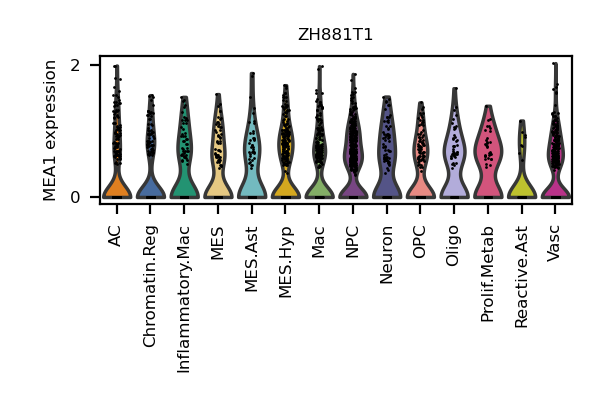 ZH881T1
MEA1 expression
2
0
AC
Chromatin.Reg
Inflammatory.Mac
MES
MES.Ast
MES.Hyp
Mac
NPC
Neuron
OPC
Oligo
Prolif.Metab
Reactive.Ast
Vasc